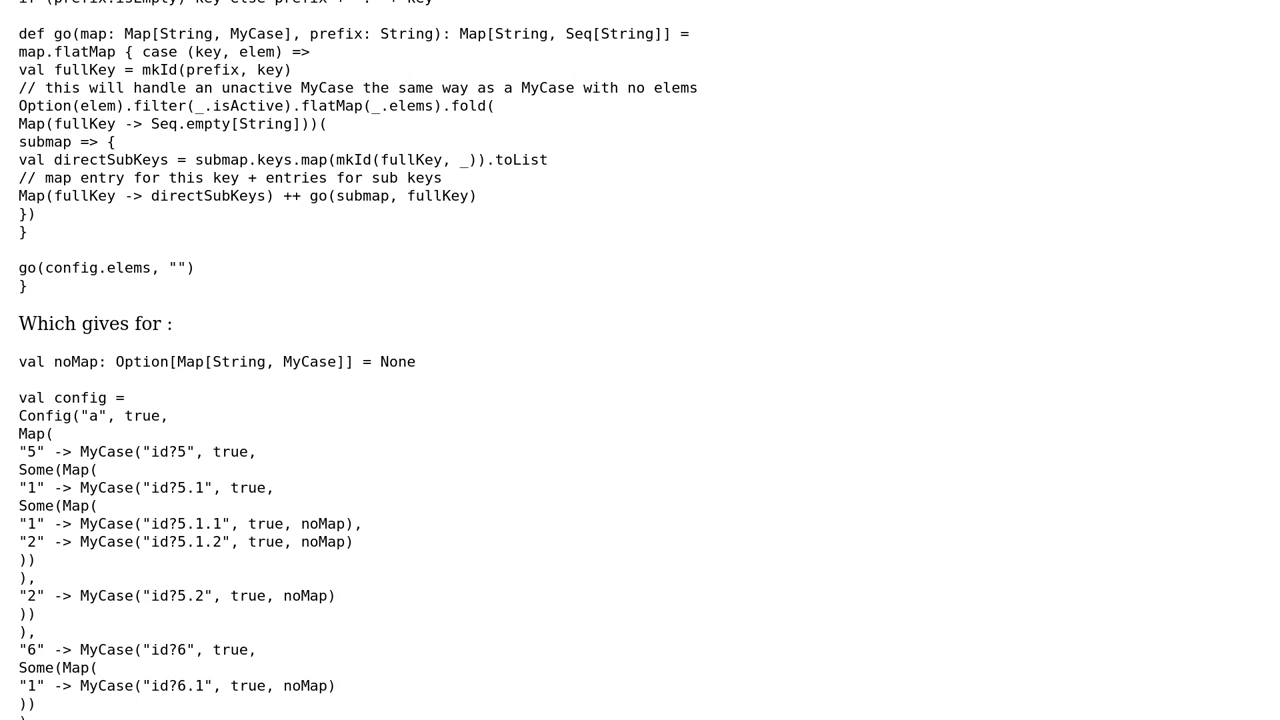 if (prefix.isEmpty) key else prefix + "." + key
def go(map: Map[String, MyCase], prefix: String): Map[String, Seq[String]] =
map.flatMap { case (key, elem) =>
val fullKey = mkId(prefix, key)
// this will handle an unactive MyCase the same way as a MyCase with no elems
Option(elem).filter(_.isActive).flatMap(_.elems).fold(
Map(fullKey -> Seq.empty[String]))(
submap => {
val directSubKeys = submap.keys.map(mkId(fullKey, _)).toList
// map entry for this key + entries for sub keys
Map(fullKey -> directSubKeys) ++ go(submap, fullKey)
})
}
go(config.elems, "")
}
Which gives for :
val noMap: Option[Map[String, MyCase]] = None
val config =
Config("a", true,
Map(
"5" -> MyCase("id?5", true,
Some(Map(
"1" -> MyCase("id?5.1", true,
Some(Map(
"1" -> MyCase("id?5.1.1", true, noMap),
"2" -> MyCase("id?5.1.2", true, noMap)
))
),
"2" -> MyCase("id?5.2", true, noMap)
))
),
"6" -> MyCase("id?6", true,
Some(Map(
"1" -> MyCase("id?6.1", true, noMap)
))
)